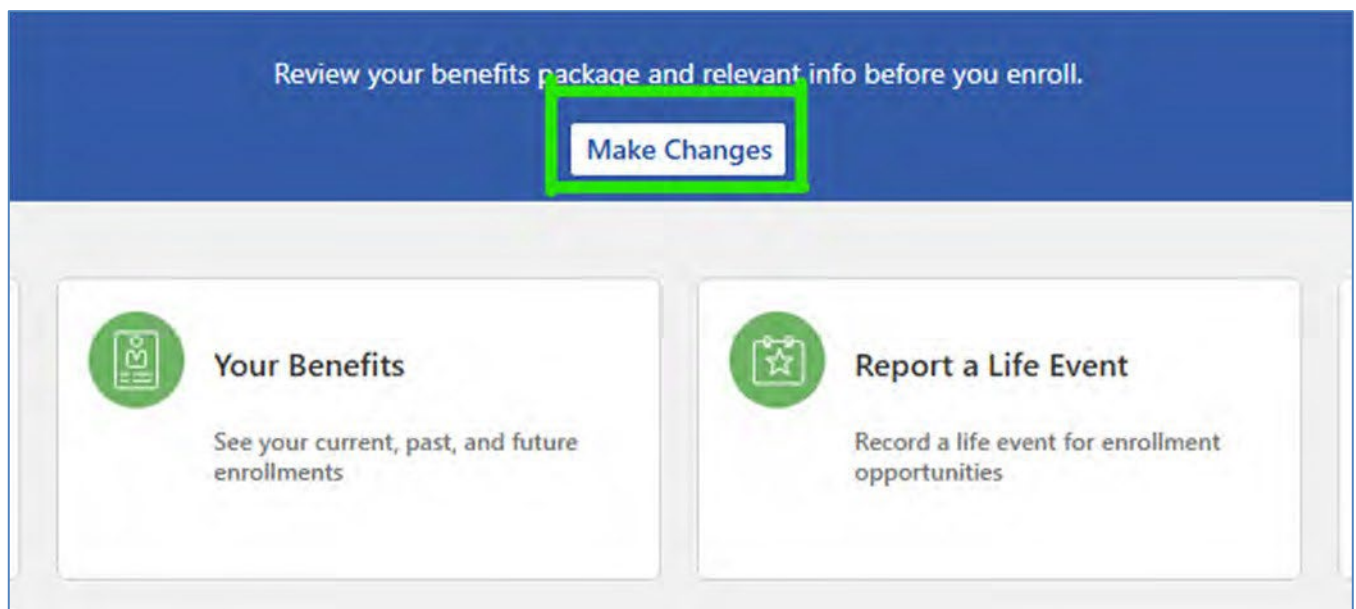 Review your benefits package and relevant info before you enroll.
Make Changes
Your Benefits
See your current, past, and future
enrollments
Report a Life Event
Record a life event for enrollment
opportunities